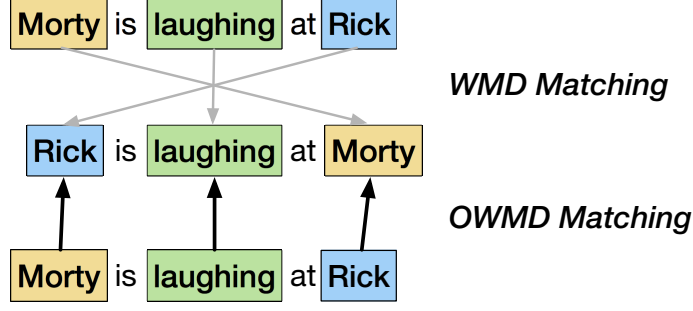 Morty is laughing at Rick
WMD Matching
Rick is laughing at Morty
OWMD Matching
Morty is laughing at Rick